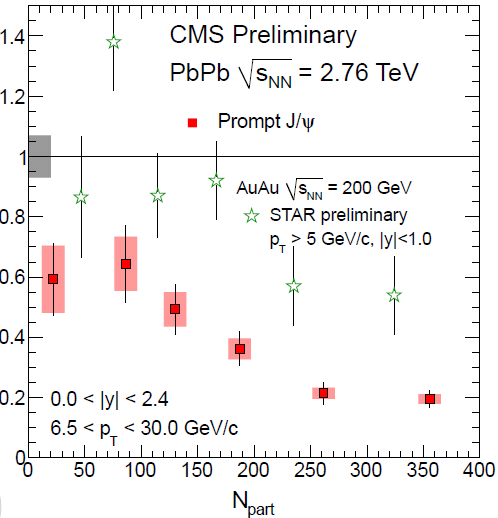 1.4
CMS Preliminary
PbPb √sNN = 2.76 TeV
1.2
Prompt J/ψ
1
AuAu √sNN = 200 GeV
STAR preliminary
0.8
pT > 5 GeV/c, |y|<1.0
0.6
0.4
0.0 < |y| < 2.4
0.2
6.5 < pT < 30.0 GeV/c
0
0 50 100 150 200 250 300 350 400
Npart